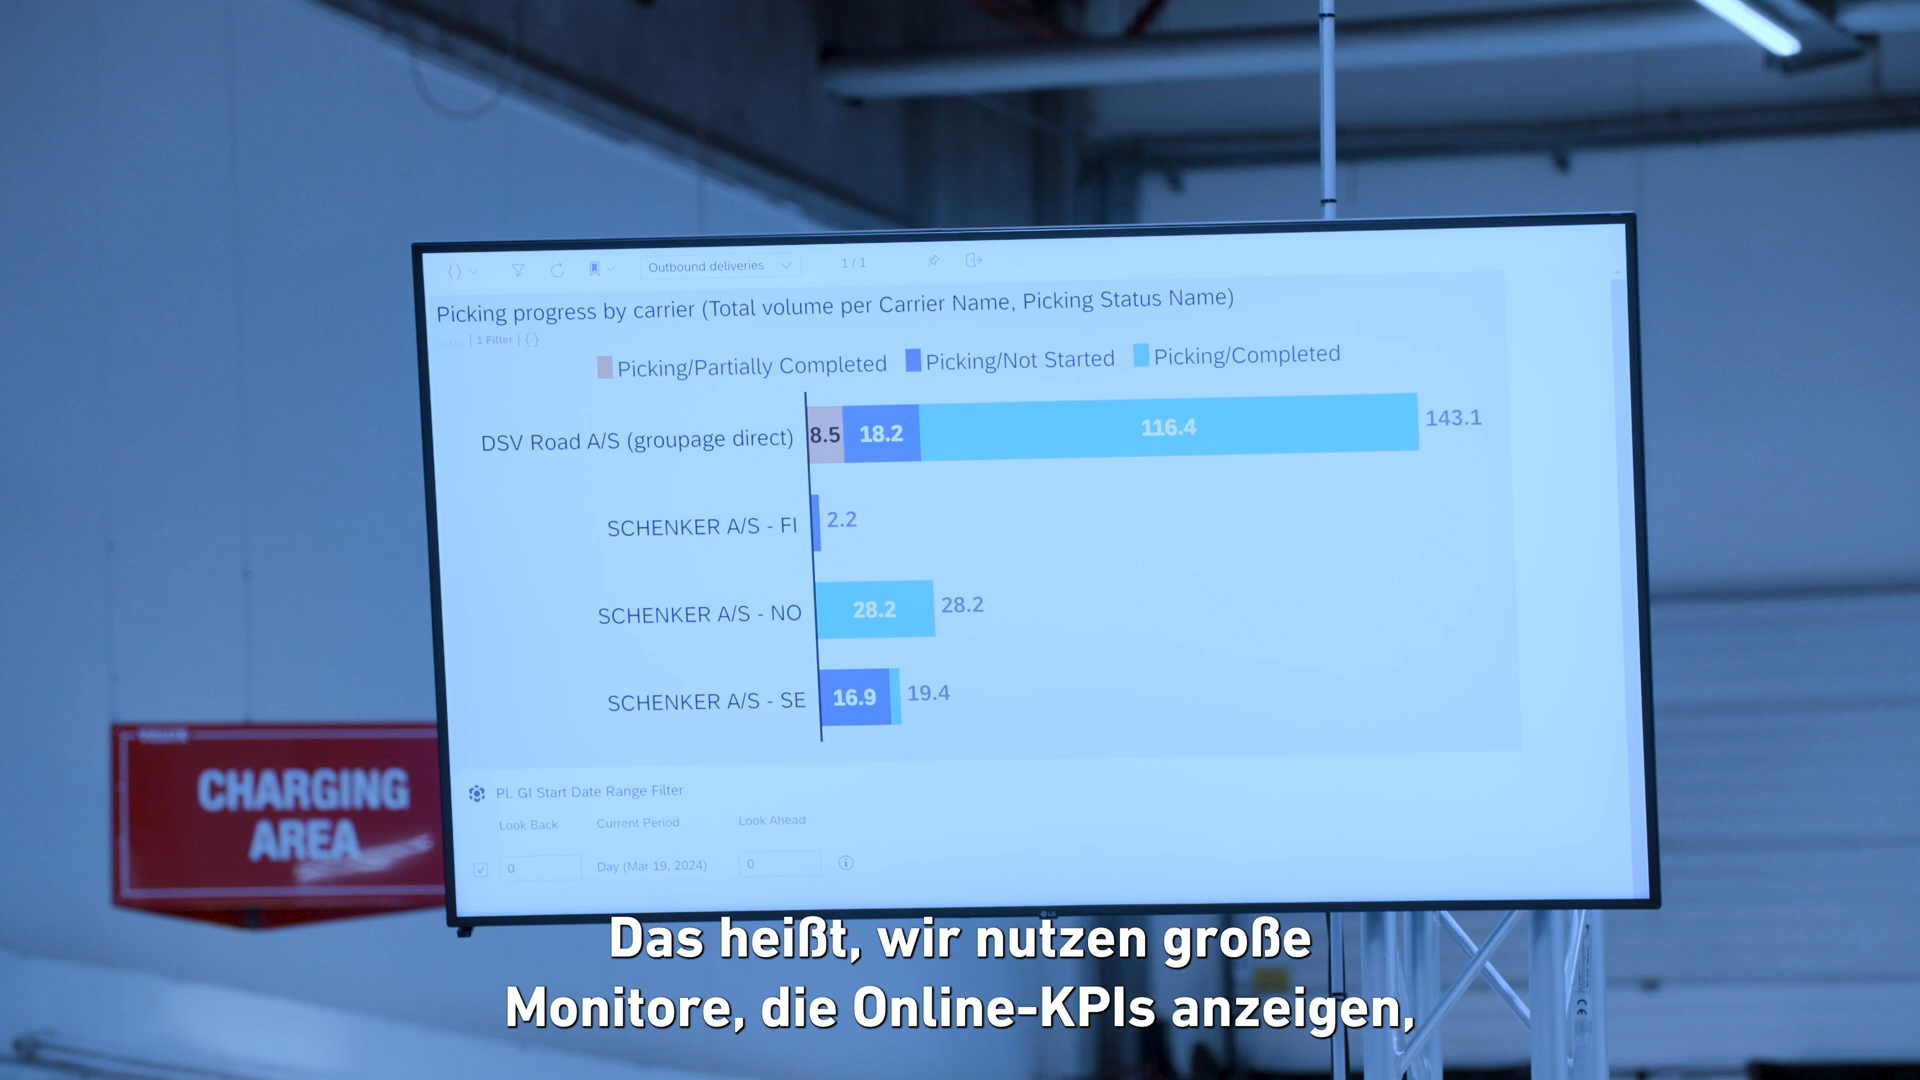 Outbound deliveries
1 / 1
Picking progress by carrier (Total volume per Carrier Name, Picking Status Name)
| 1 Filter | { }
Picking/Partially Completed Picking/Not Started Picking/Completed
DSV Road A/S (groupage direct) 8.5 18.2 116.4 143.1
SCHENKER A/S - FI 2.2
SCHENKER A/S - NO 28.2 28.2
SCHENKER A/S - SE 16.9 19.4
Pl. GI Start Date Range Filter
Look Back Current Period Look Ahead
0 Day (Mar 19, 2024) 0
CHARGING
AREA
LG
Das heißt, wir nutzen große
Monitore, die Online-KPIs anzeigen,